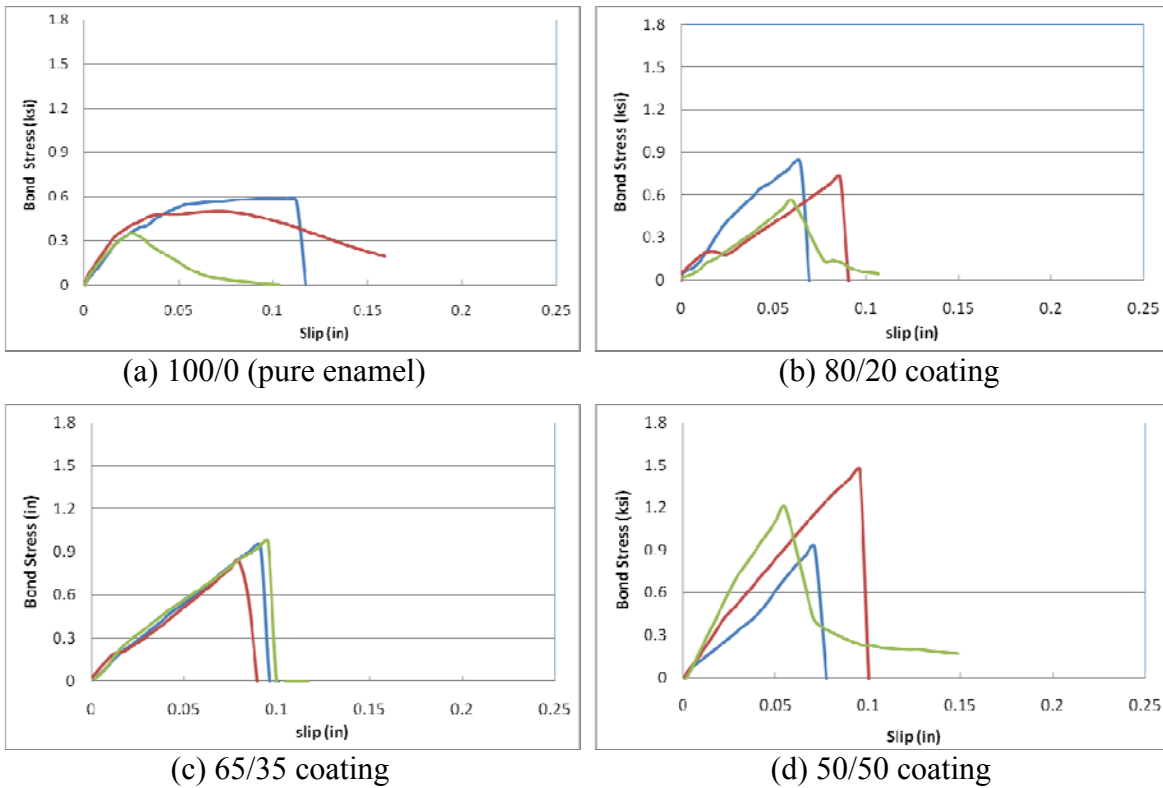 1.8
1.5
1.2
0.9
0.6
0.3
0
Bond Stress (ksi)
0 0.05 0.1 0.15 0.2 0.25
Slip (in)
(a) 100/0 (pure enamel)
1.8
1.5
1.2
0.9
0.6
0.3
0
Bond Stress (ksi)
0 0.05 0.1 0.15 0.2 0.25
slip (in)
(b) 80/20 coating
1.8
1.5
1.2
0.9
0.6
0.3
0
Bond Stress (in)
0 0.05 0.1 0.15 0.2 0.25
slip (in)
(c) 65/35 coating
1.8
1.5
1.2
0.9
0.6
0.3
0
Bond Stress (ksi)
0 0.05 0.1 0.15 0.2 0.25
Slip (in)
(d) 50/50 coating